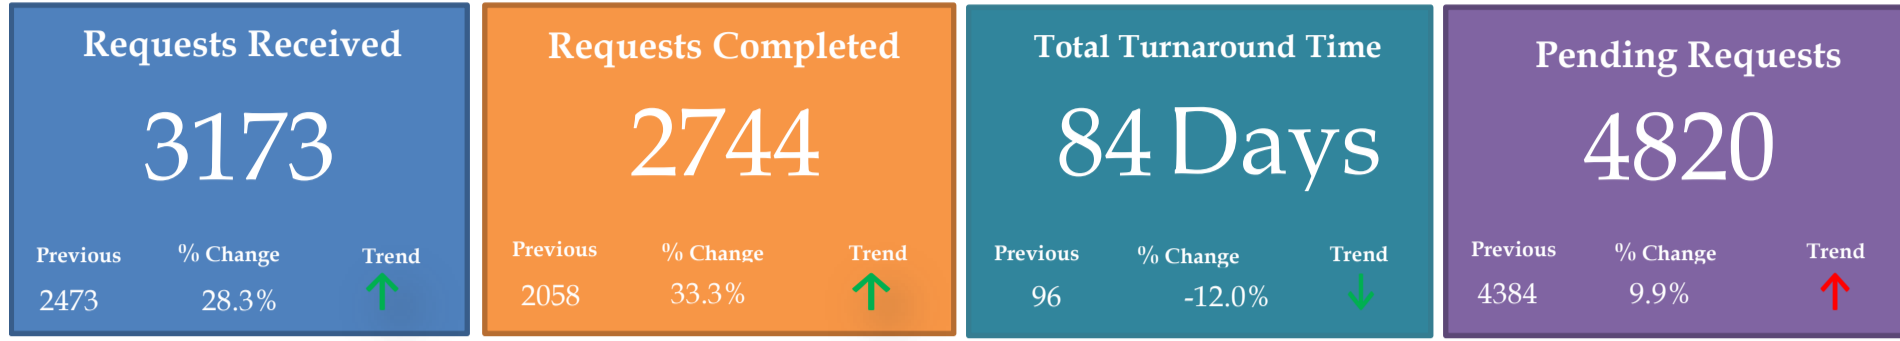 Requests Received
3173
Previous % Change Trend
2473 28.3%
Requests Completed
2744
Previous % Change Trend
2058 33.3%
Total Turnaround Time
84 Days
Previous % Change Trend
96 -12.0%
Pending Requests
4820
Previous % Change Trend
4384 9.9%